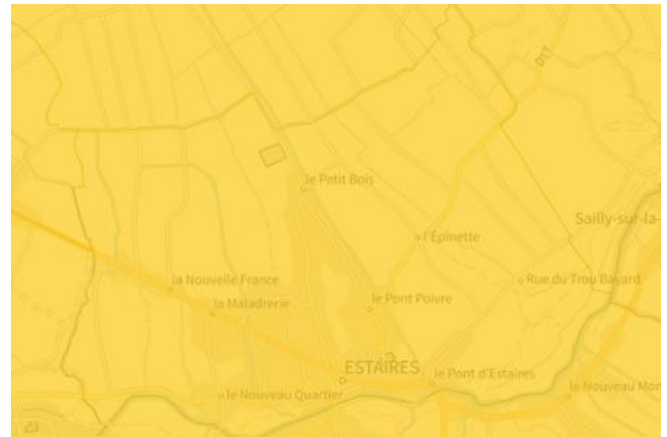 D17
le Petit Bois
Sailly-sur-la-
l'Épinette
la Nouvelle France
Rue du Trou Bayard
la Maladrerie
le Pont Poivre
ESTAIRES
le Pont d'Estaires
le Nouveau Quartier
le Nouveau Mon